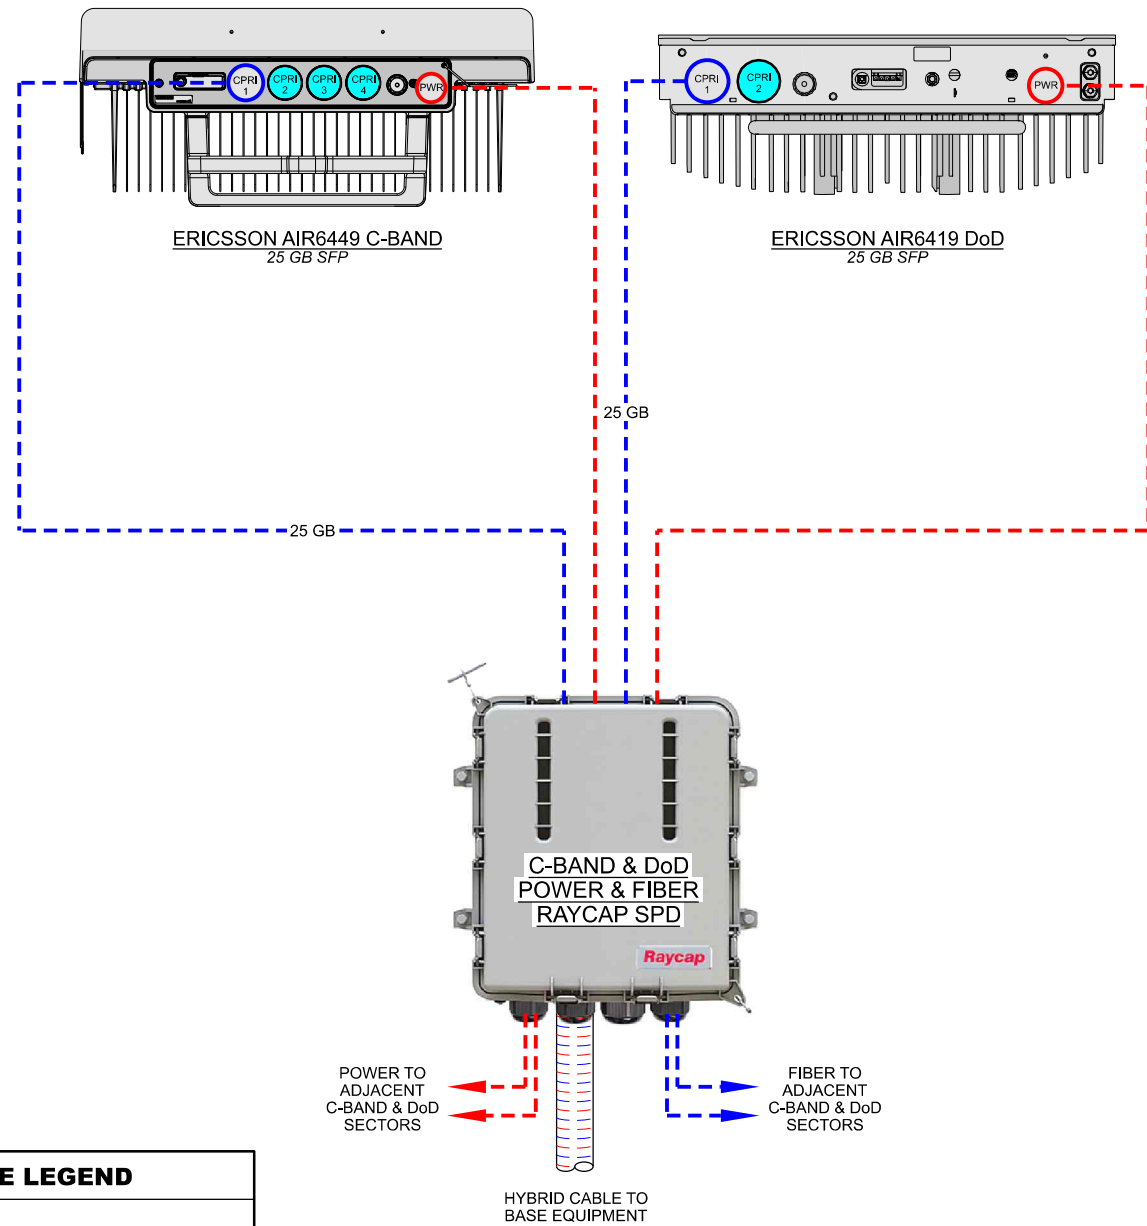 CPRI
1
CPRI
2
CPRI
3
CPRI
4
PWR
CPRI
1
CPRI
2
PWR
ERICSSON AIR6449 C-BAND
25 GB SFP
ERICSSON AIR6419 DoD
25 GB SFP
25 GB
25 GB
C-BAND & DoD
POWER & FIBER
RAYCAP SPD
Raycap
POWER TO
ADJACENT
C-BAND & DoD
SECTORS
FIBER TO
ADJACENT
C-BAND & DoD
SECTORS
E LEGEND
HYBRID CABLE TO
BASE EQUIPMENT